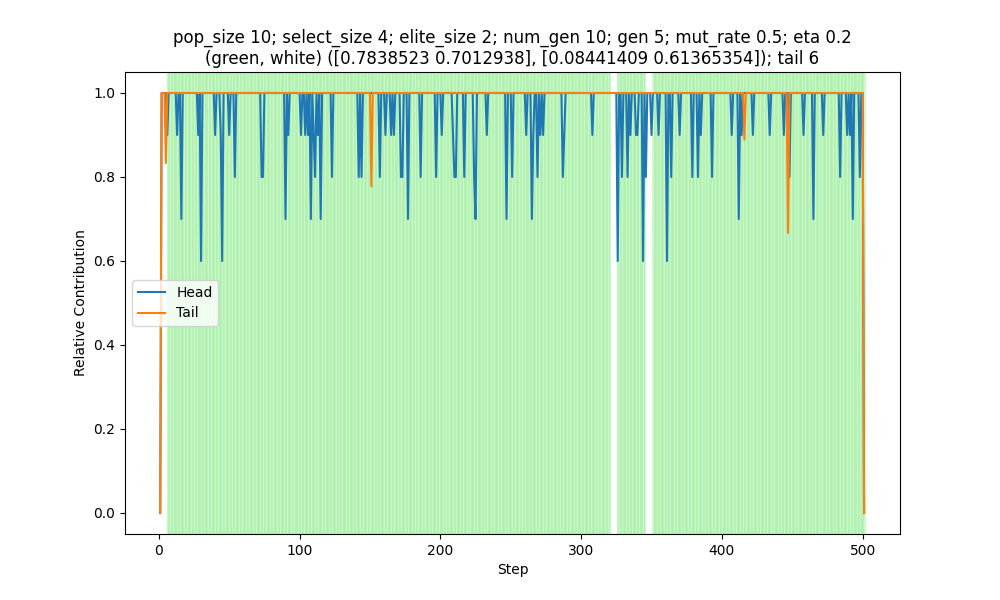 pop_size 10; select_size 4; elite_size 2; num_gen 10; gen 5; mut_rate 0.5; eta 0.2
(green, white) ([0.7838523 0.7012938], [0.08441409 0.61365354]); tail 6
1.0
0.8
0.6
0.4
0.2
0.0
Relative Contribution
Head
Tail
0
100
200
300
400
500
Step